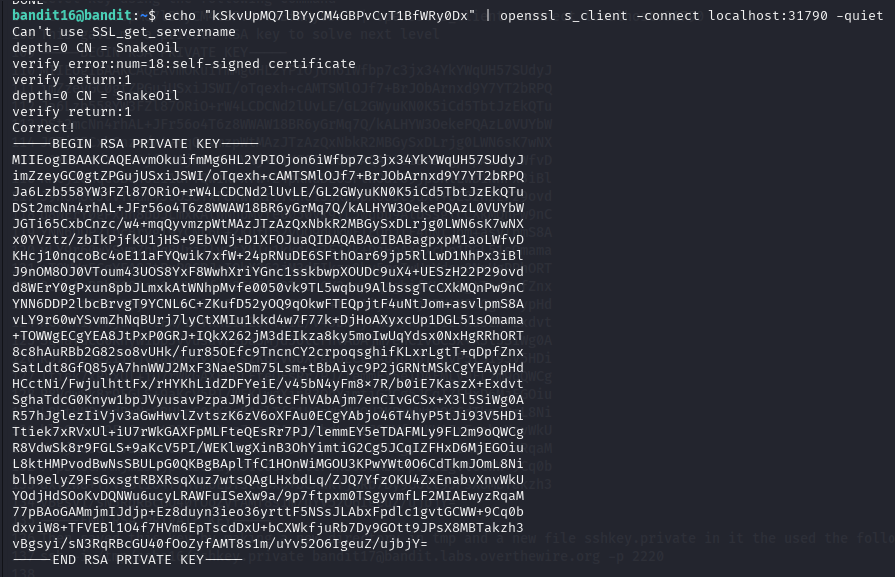 bandit16@bandit:~$ echo "kSkvUpMQ7lBYyCM4GBPvCvT1BfWRy0Dx" | openssl s_client -connect localhost:31790 -quiet
Can't use SSL_get_servername
depth=0 CN = SnakeOil
verify error:num=18:self-signed certificate
verify return:1
depth=0 CN = SnakeOil
verify return:1
Correct!
-----BEGIN RSA PRIVATE KEY-----
MIIEogIBAAKCAQEAvmOkuifmMg6HL2YPIOjon6iWfbp7c3jx34YkYWqUH57SUdyJ
imZzeyGC0gtZPGujUSxiJSWI/oTqexh+cAMTSMlOJf7+BrJObArnxd9Y7YT2bRPQ
Ja6Lzb558YW3FZl87ORiO+rW4LCDCNd2lUvLE/GL2GWyuKN0K5iCd5TbtJzEkQTu
DSt2mcNn4rhAL+JFr56o4T6z8WWAW18BR6yGrMq7Q/kALHYW3OekePQAzL0VUYbW
JGTi65CxbCnzc/w4+mqQyvmzpWtMAzJTzAzQxNbkR2MBGySxDLrjg0LWN6sK7wNX
x0YVztz/zbIkPjfkU1jHS+9EbVNj+D1XFOJuaQIDAQABAoIBABagpxpM1aoLWfvD
KHcj10nqcoBc4oE11aFYQwik7xfW+24pRNuDE6SFthOar69jp5RlLwD1NhPx3iBl
J9nOM8OJ0VToum43UOS8YxF8WwhXriYGnc1sskbwpXOUDc9uX4+UESzH22P29ovd
d8WErY0gPxun8pbJLmxkAtWNhpMvfe0050vk9TL5wqbu9AlbssgTcCXkMQnPw9nC
YNN6DDP2lbcBrvgT9YCNL6C+ZKufD52yOQ9qOkwFTEQpjtF4uNtJom+asvlpmS8A
vLY9r60wYSvmZhNqBUrj7lyCtXMIu1kkd4w7F77k+DjHoAXyxcUp1DGL51sOmama
+TOWWgECgYEA8JtPxP0GRJ+IQkX262jM3dEIkza8ky5moIwUqYdsx0NxHgRRhORT
8c8hAuRBb2G82so8vUHk/fur85OEfc9TncnCY2crpoqsghifKLxrLgtT+qDpfZnx
SatLdt8GfQ85yA7hnWWJ2MxF3NaeSDm75Lsm+tBbAiyc9P2jGRNtMSkCgYEAypHd
HCctNi/FwjulhttFx/rHYKhLidZDFYeiE/v45bN4yFm8×7R/b0iE7KaszX+Exdvt
SghaTdcG0Knyw1bpJVyusavPzpaJMjdJ6tcFhVAbAjm7enCIvGCSx+X3l5SiWg0A
R57hJglezIiVjv3aGwHwvlZvtszK6zV6oXFAu0ECgYAbjo46T4hyP5tJi93V5HDi
Ttiek7xRVxUl+iU7rWkGAXFpMLFteQEsRr7PJ/lemmEY5eTDAFMLy9FL2m9oQWCg
R8VdwSk8r9FGLS+9aKcV5PI/WEKlwgXinB3OhYimtiG2Cg5JCqIZFHxD6MjEGOiu
L8ktHMPvodBwNsSBULpG0QKBgBAplTfC1HOnWiMGOU3KPwYWt0O6CdTkmJOmL8Ni
blh9elyZ9FsGxsgtRBXRsqXuz7wtsQAgLHxbdLq/ZJQ7YfzOKU4ZxEnabvXnvWkU
YOdjHdSOoKvDQNWu6ucyLRAWFuISeXw9a/9p7ftpxm0TSgyvmfLF2MIAEwyzRqaM
77pBAoGAMmjmIJdjp+Ez8duyn3ieo36yrttF5NSsJLAbxFpdlc1gvtGCWW+9Cq0b
dxviW8+TFVEBl1O4f7HVm6EpTscdDxU+bCXWkfjuRb7Dy9GOtt9JPsX8MBTakzh3
vBgsyi/sN3RqRBcGU40fOoZyfAMT8s1m/uYv52O6IgeuZ/ujbjY=
-----END RSA PRIVATE KEY-----